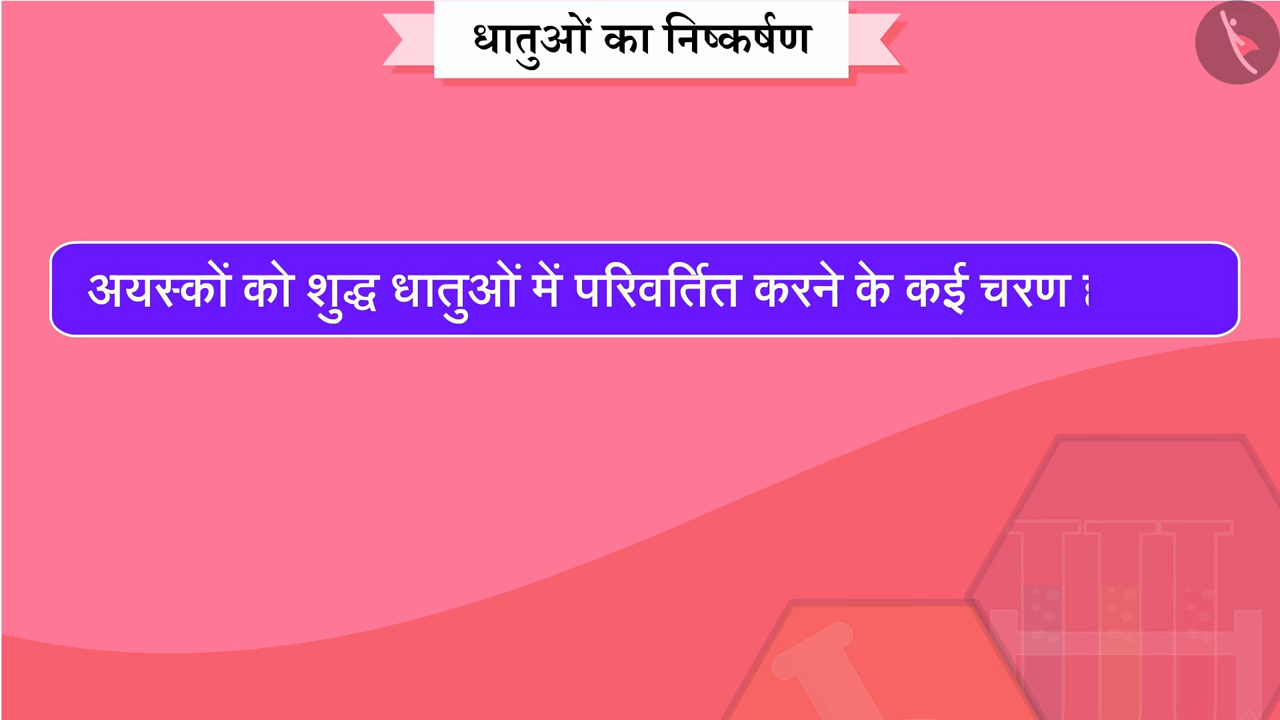 धातुओं का निष्कर्षण
अयस्कों को शुद्ध धातुओं में परिवर्तित करने के कई चरण